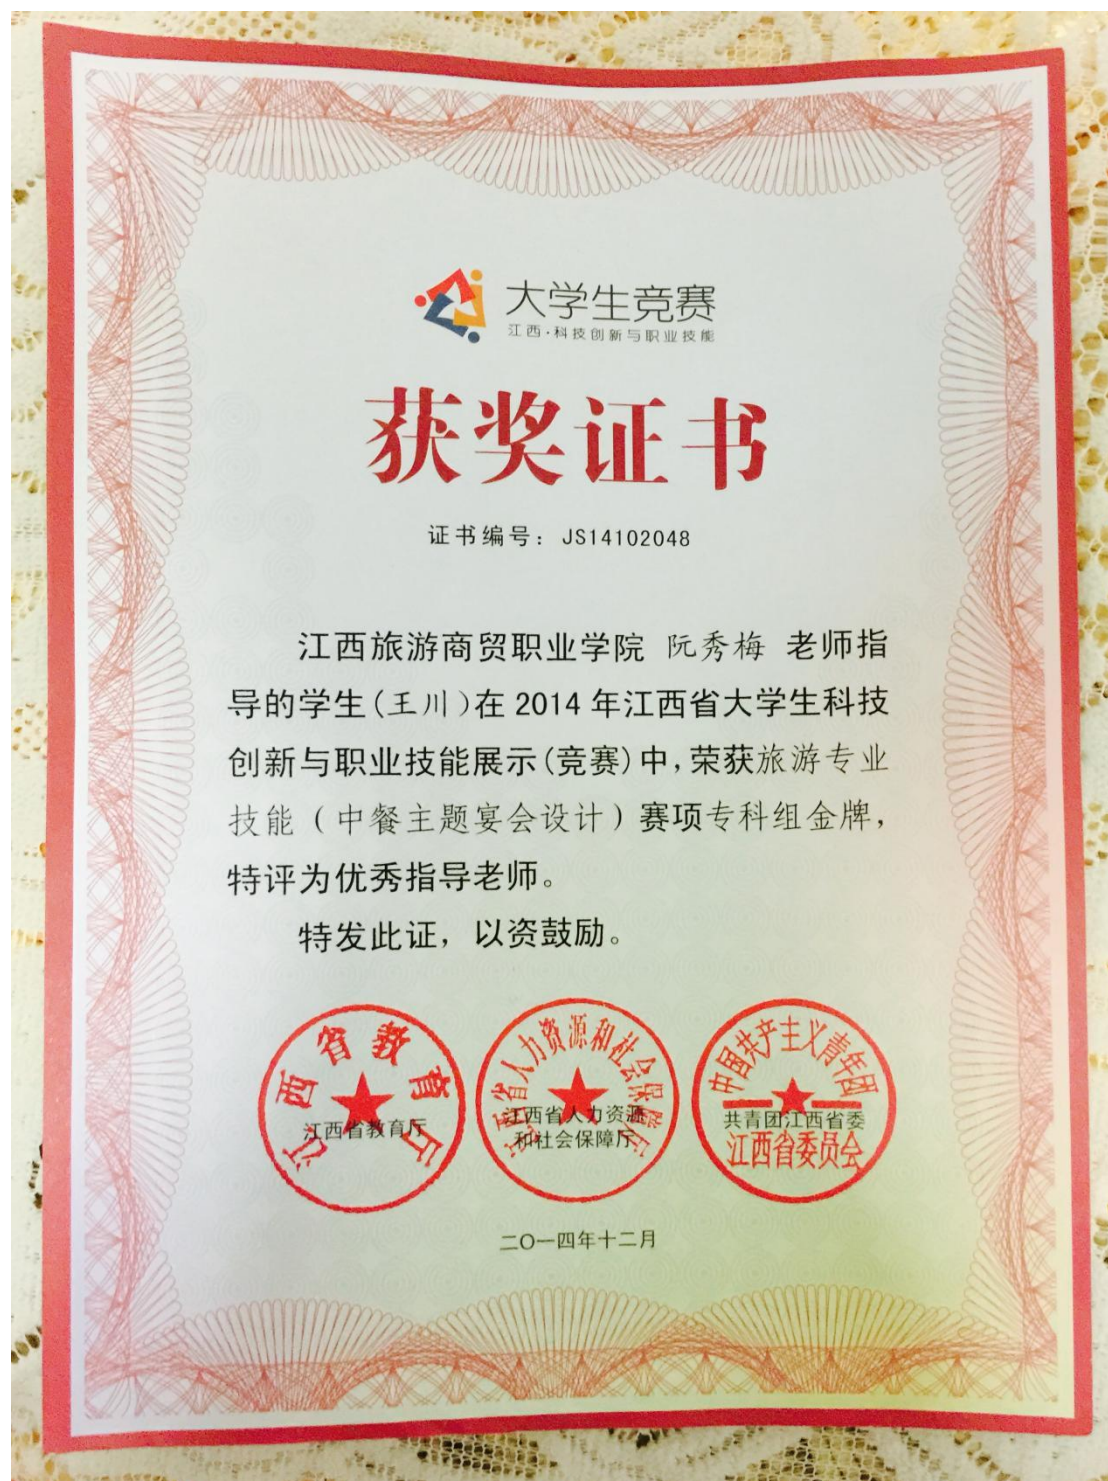 大学生竞赛
江西·科技创新与职业技能
获奖证书
证书编号：JS14102048
江西旅游商贸职业学院 阮秀梅 老师指
导的学生(王川)在2014年江西省大学生科技
创新与职业技能展示(竞赛)中,荣获旅游专业
技能（中餐主题宴会设计）赛项专科组金牌,
特评为优秀指导老师。
特发此证，以资鼓励。
江西省教育厅
江西省教育厅
江西省人力资源和社会保障厅
江西省人力资源
和社会保障厅
中国共产主义青年团
共青团江西省委
江西省委员会
二O一四年十二月